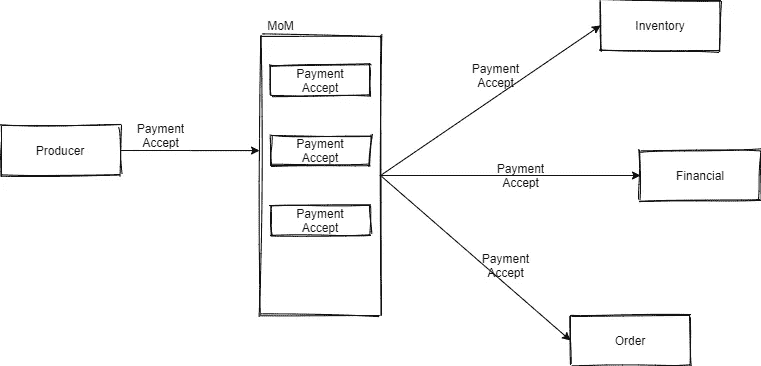 MoM
Inventory
Payment
Accept
Payment
Accept
Producer
Payment
Accept
Payment
Accept
Payment
Accept
Financial
Payment
Accept
Payment
Accept
Order